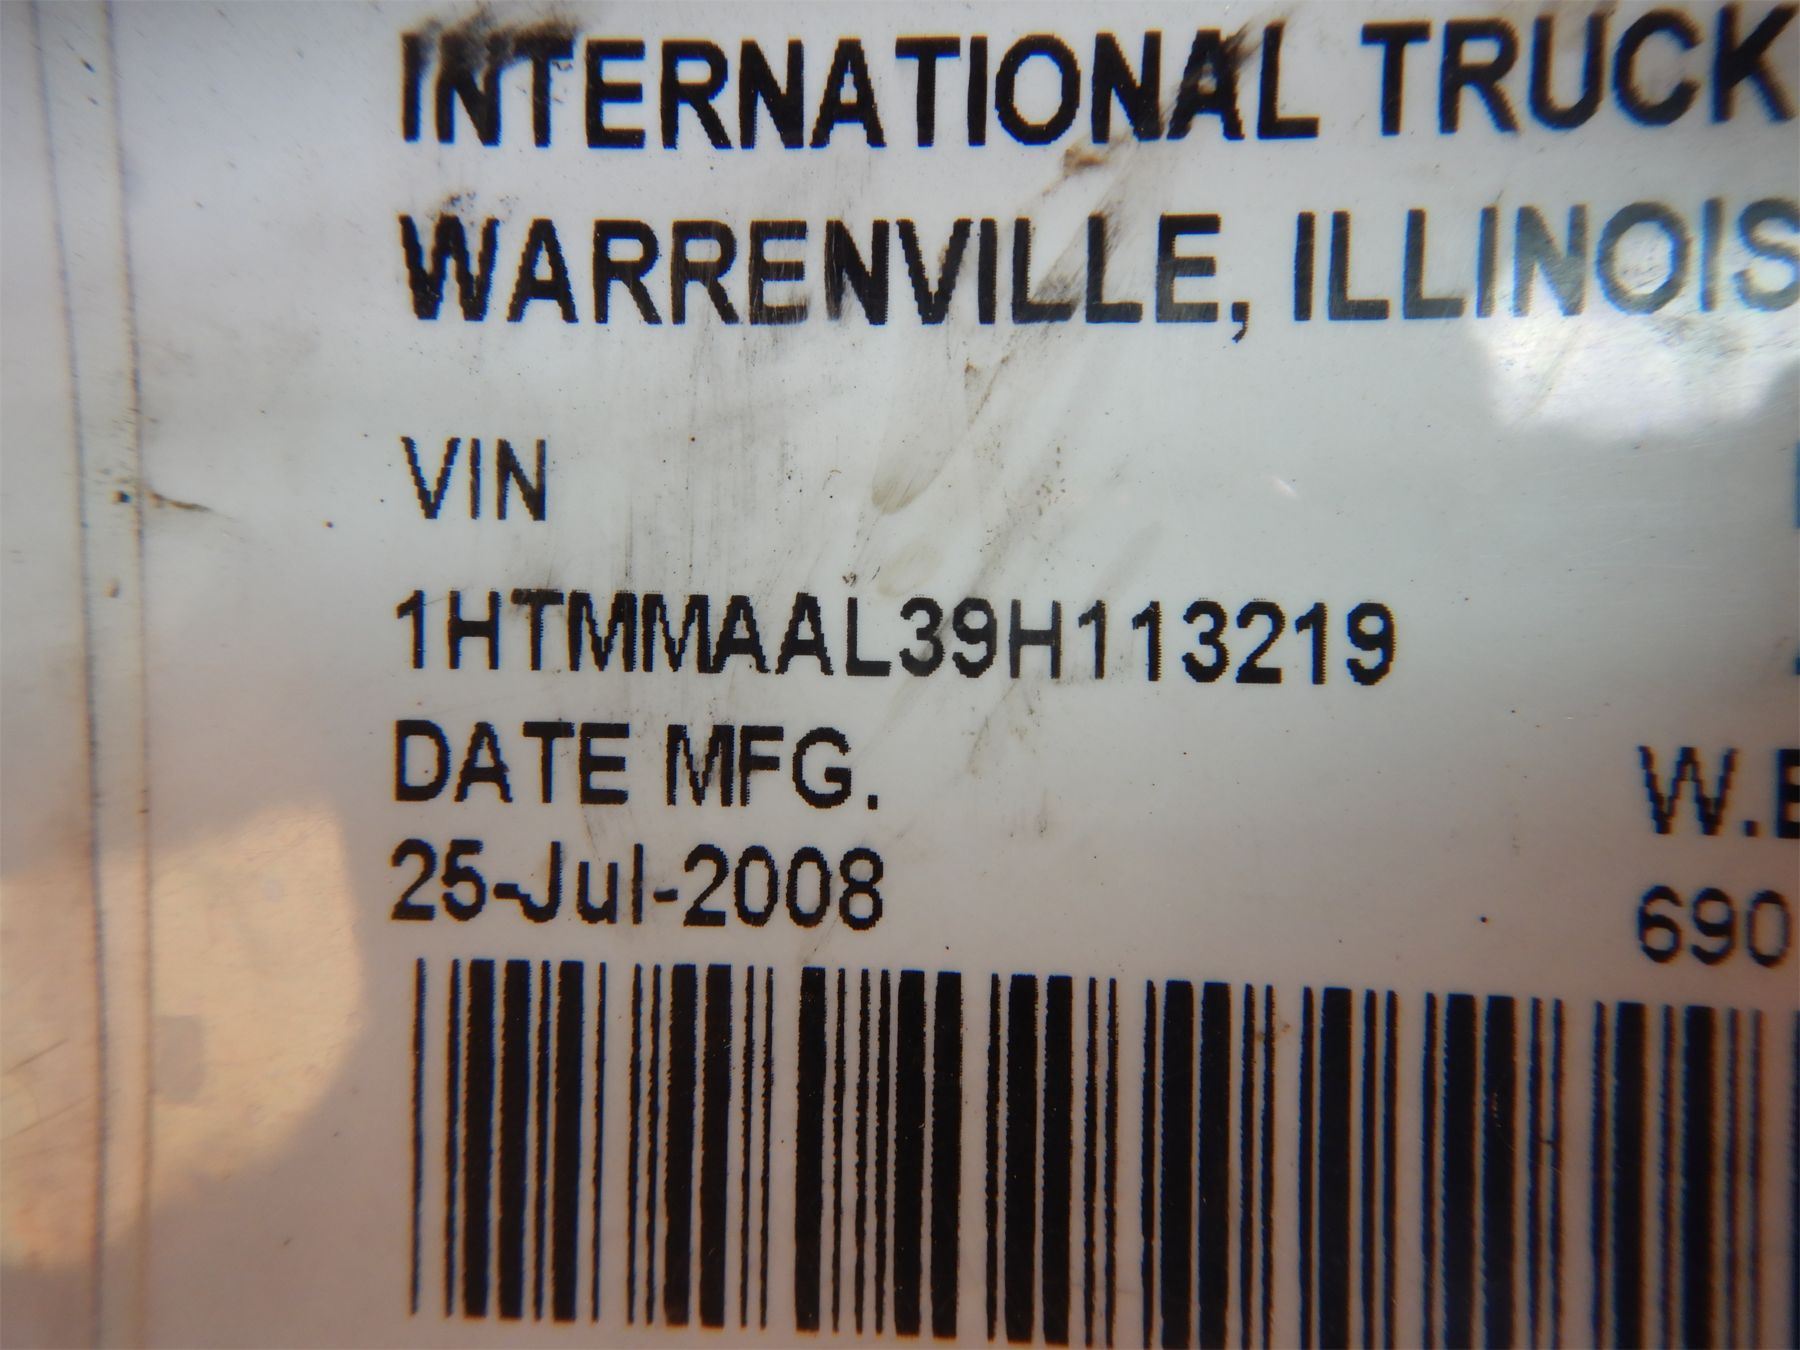 INTERNATIONAL TRUCK
WARRENVILLE, ILLINOIS
VIN
1HTMMAAL39H113219
DATE MFG.
25-Jul-2008
W.B
690